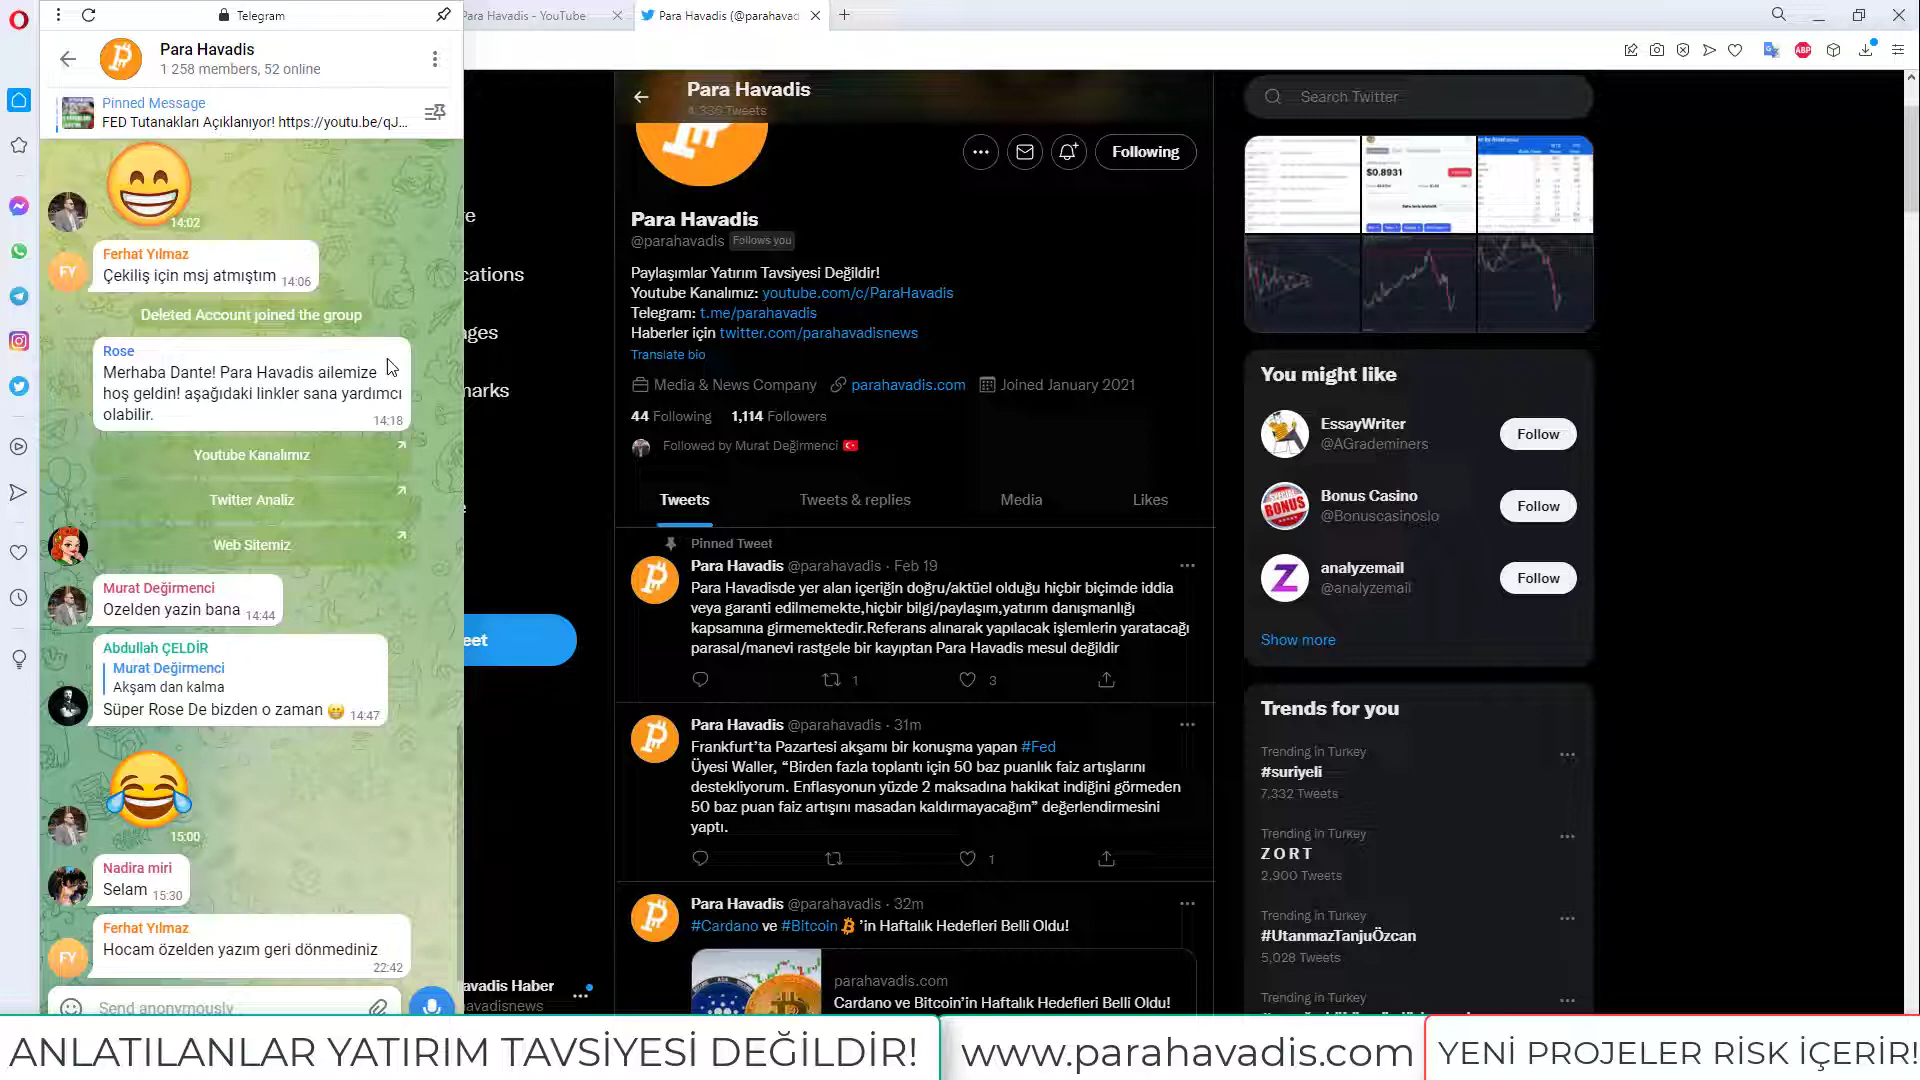 Telegram
Para Havadis - YouTube
Para Havadis (@parahavad
Para Havadis
1 258 members, 52 online
Pinned Message
FED Tutanakları Açıklanıyor! https://youtu.be/qJ...
14:02
FY
Ferhat Yılmaz
Çekiliş için msj atmıştım 14:06
Deleted Account joined the group
Rose
Merhaba Dante! Para Havadis ailemize
hoş geldin! aşağıdaki linkler sana yardımcı
olabilir.
14:18
Youtube Kanalımız
Twitter Analiz
Web Sitemiz
Murat Değirmenci
Ozelden yazin bana 14:44
Abdullah ÇELDİR
Murat Değirmenci
Akşam dan kalma
Süper Rose De bizden o zaman 😁 14:47
15:00
Nadira miri
Selam 15:30
Ferhat Yılmaz
FY
Hocam özelden yazım geri dönmediniz
22:42
Send anonymously
e
cations
ges
arks
e
eet
avadis Haber
avadisnews
ABP
Para Havadis
4,336 Tweets
Following
Para Havadis
@parahavadis Follows you
Paylaşımlar Yatırım Tavsiyesi Değildir!
Youtube Kanalımız: youtube.com/c/ParaHavadis
Telegram: t.me/parahavadis
Haberler için twitter.com/parahavadisnews
Translate bio
Media & News Company parahavadis.com Joined January 2021
44 Following 1,114 Followers
Followed by Murat Değirmenci 🇹🇷
Tweets Tweets & replies Media Likes
Pinned Tweet
Para Havadis @parahavadis · Feb 19
Para Havadisde yer alan içeriğin doğru/aktüel olduğu hiçbir biçimde iddia
veya garanti edilmemekte,hiçbir bilgi/paylaşım,yatırım danışmanlığı
kapsamına girmemektedir.Referans alınarak yapılacak işlemlerin yaratacağı
parasal/manevi rastgele bir kayıptan Para Havadis mesul değildir
1 3
Para Havadis @parahavadis · 31m
Frankfurt'ta Pazartesi akşamı bir konuşma yapan #Fed
Üyesi Waller, “Birden fazla toplantı için 50 baz puanlık faiz artışlarını
destekliyorum. Enflasyonun yüzde 2 maksadına hakikat indiğini görmeden
50 baz puan faiz artışını masadan kaldırmayacağım” değerlendirmesini
yaptı.
1
Para Havadis @parahavadis · 32m
#Cardano ve #Bitcoin 'in Haftalık Hedefleri Belli Oldu!
parahavadis.com
Cardano ve Bitcoin'in Haftalık Hedefleri Belli Oldu!
Search Twitter
$0.8931
You might like
EssayWriter
@AGrademiners
Follow
BONUS
Bonus Casino
@Bonuscasinoslo
Follow
analyzemail
@analyzemail
Follow
Show more
Trends for you
Trending in Turkey
#suriyeli
7,332 Tweets
Trending in Turkey
Z O R T
2,900 Tweets
Trending in Turkey
#UtanmazTanjuÖzcan
5,028 Tweets
Trending in Turkey
ANLATILANLAR YATIRIM TAVSİYESİ DEĞİLDİR!
www.parahavadis.com
YENİ PROJELER RİSK İÇERİR!